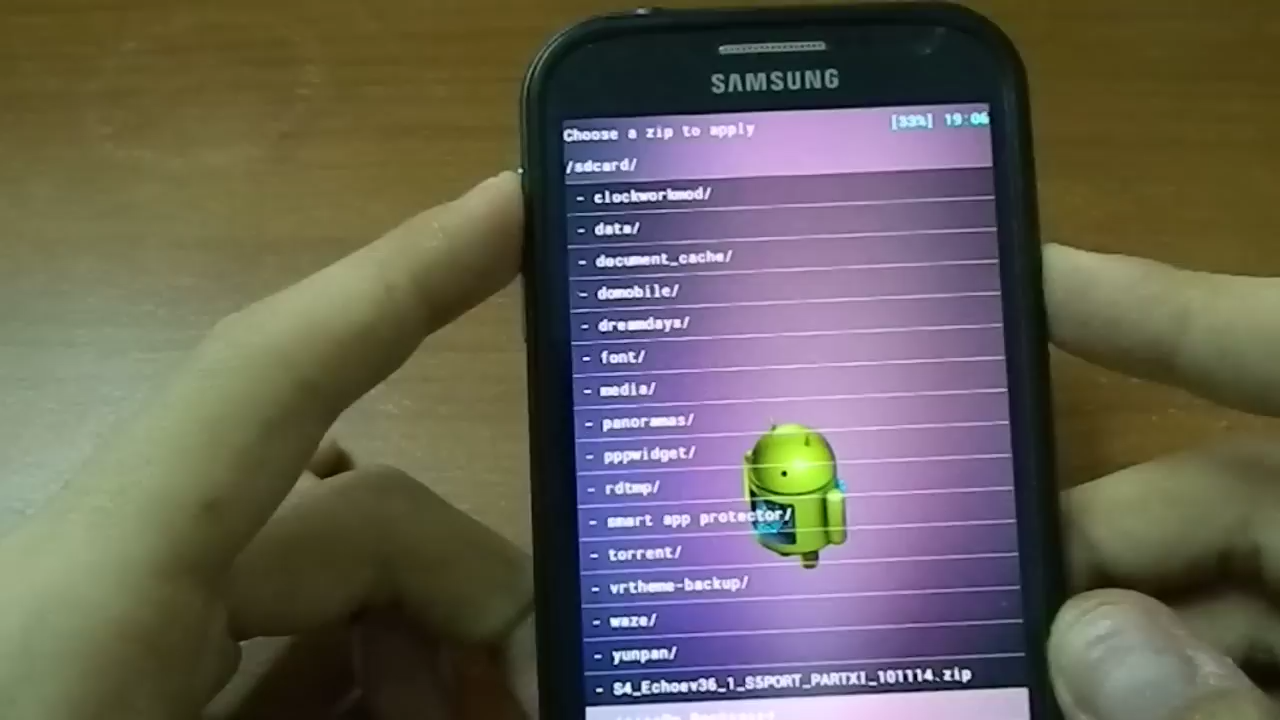 SAMSUNG
Choose a zip to apply
[33%] 19:06
/sdcard/
- clockworkmod/
- data/
- document_cache/
- domobile/
- dreamdays/
- font/
- media/
- panoramas/
- pppwidget/
- rdtmp/
- smart app protector/
- torrent/
- vrtheme-backup/
- waze/
- yunpan/
- S4_Echoev36_1_S5PORT_PARTXI_101114.zip